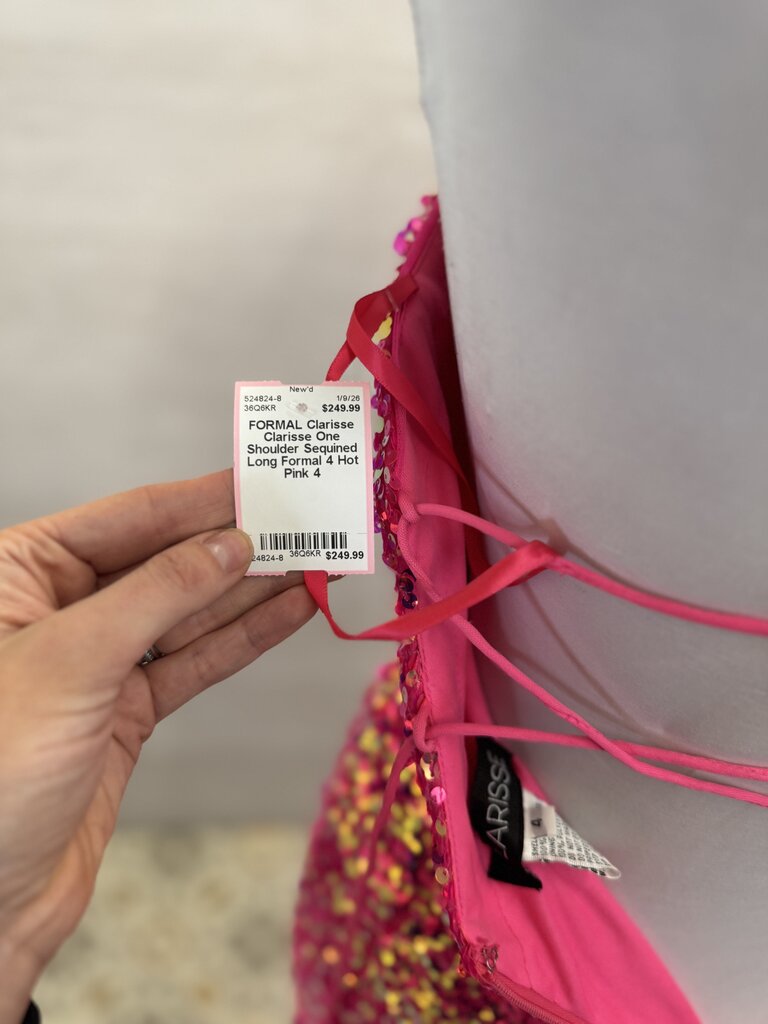 New'd
524824-8 1/9/26
36Q6KR $249.99
FORMAL Clarisse
Clarisse One
Shoulder Sequined
Long Formal 4 Hot
Pink 4
24824-8 36Q6KR $249.99
ARISSE
4